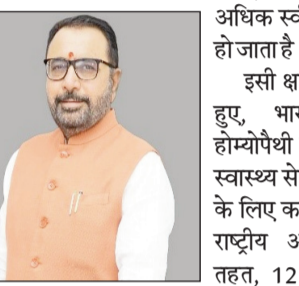 अधिक स्वी
हो जाता है
इसी क्ष
हुए, भार
होम्योपैथी
स्वास्थ्य से
के लिए क
राष्ट्रीय अ
तहत, 12